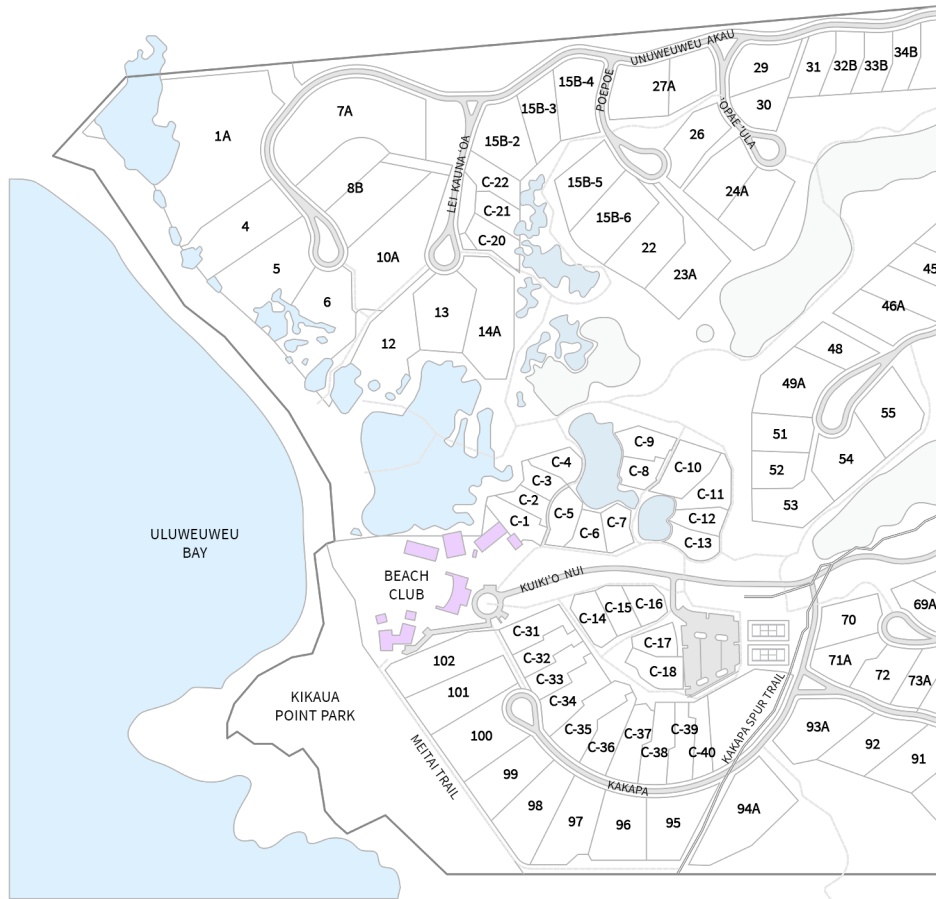 34B
33B
32B
31
29
UNUWEUWEU AKAU
15B-4
27A
POEPOE
30
15B-3
7A
'OPAE 'ULA
26
1A
15B-2
LEI KAUNA 'OA
C-22
15B-5
8B
24A
C-21
15B-6
4
C-20
22
10A
5
23A
45
6
46A
13
14A
12
48
49A
55
51
C-9
54
C-4
C-8
C-10
52
C-3
C-11
C-2
53
C-1
C-5
C-7
C-12
C-6
C-13
ULUWEUWEU
BAY
BEACH
CLUB
KUIKI'O NUI
C-14
C-15
C-16
69A
70
C-31
C-17
102
C-32
71A
C-18
72
73A
101
C-33
KIKAUA
POINT PARK
C-34
KAKAPA SPUR TRAIL
100
C-35
C-37
C-39
93A
C-36
C-38
C-40
92
91
MEITAI TRAIL
99
KAKAPA
98
97
96
95
94A